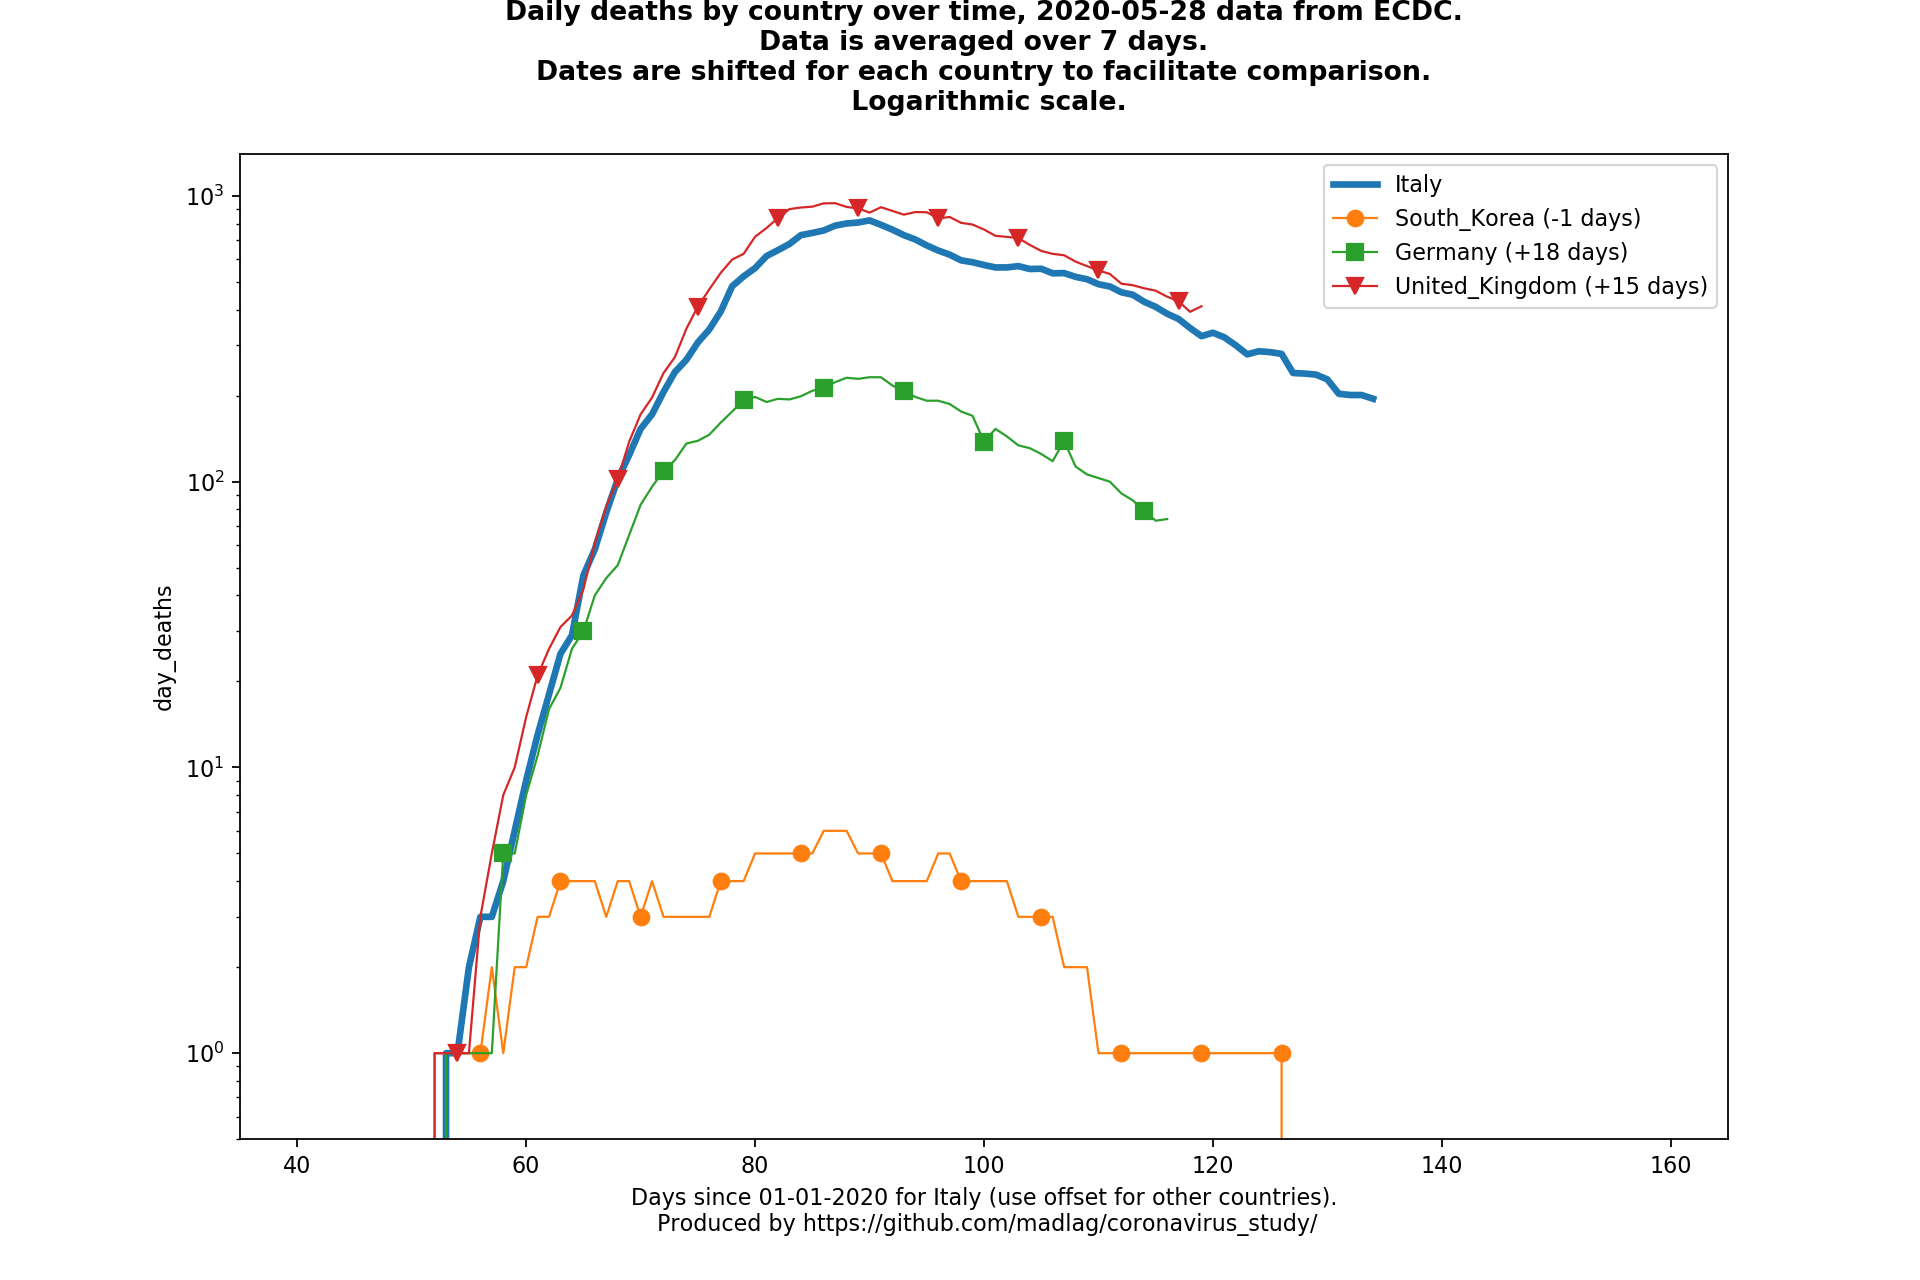 Daily deaths by country over time, 2020-05-28 data from ECDC.
Data is averaged over 7 days.
Dates are shifted for each country to facilitate comparison.
Logarithmic scale.
Italy
South_Korea (-1 days)
Germany (+18 days)
United_Kingdom (+15 days)
day_deaths
10³
10²
10¹
10⁰
40 60 80 100 120 140 160
Days since 01-01-2020 for Italy (use offset for other countries).
Produced by https://github.com/madlag/coronavirus_study/